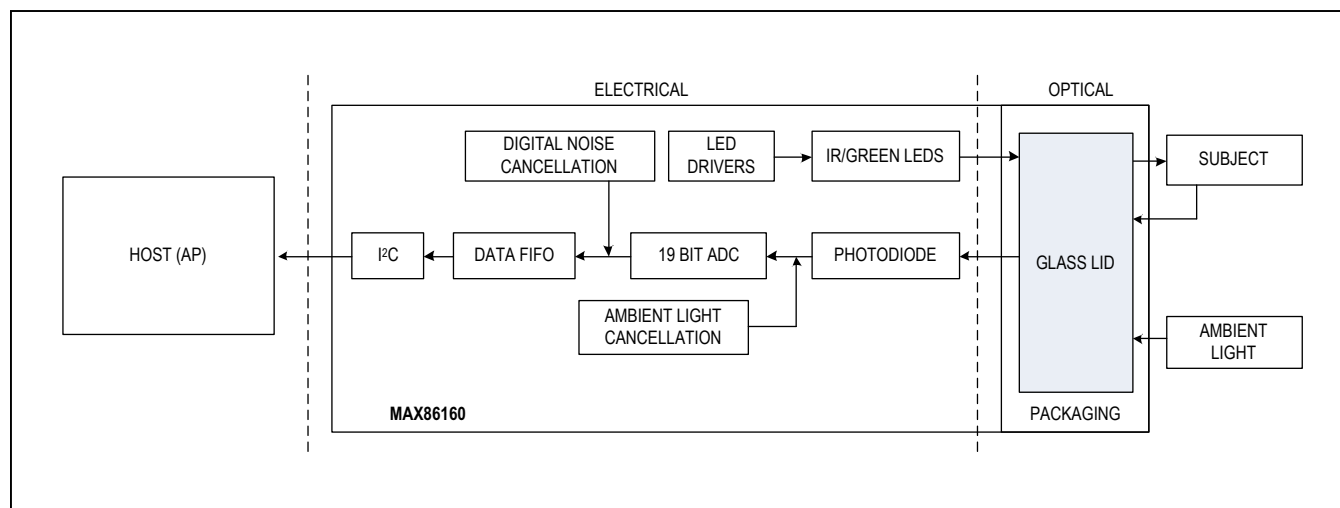 ELECTRICAL
OPTICAL
DIGITAL NOISE
CANCELLATION
LED
DRIVERS
IR/GREEN LEDS
SUBJECT
HOST (AP)
I²C
DATA FIFO
19 BIT ADC
PHOTODIODE
GLASS LID
AMBIENT LIGHT
CANCELLATION
AMBIENT
LIGHT
MAX86160
PACKAGING